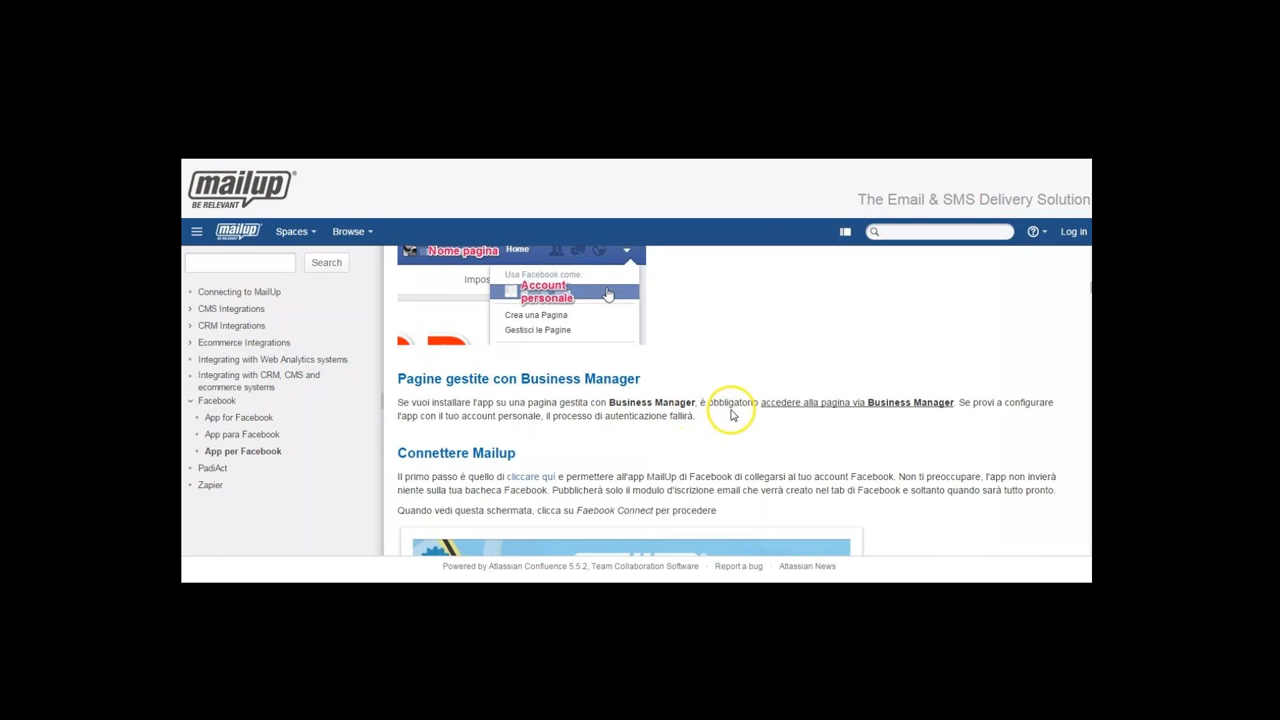 mailup®
BE RELEVANT
The Email & SMS Delivery Solution
mailup
BE RELEVANT
Spaces
Browse
Log in
Search
Connecting to MailUp
CMS Integrations
CRM Integrations
Ecommerce Integrations
Integrating with Web Analytics systems
Integrating with CRM, CMS and
ecommerce systems
Facebook
App for Facebook
App para Facebook
App per Facebook
PadiAct
Zapier
Nome pagina
Home
Impos
Usa Facebook come:
Account
personale
Crea una Pagina
Gestisci le Pagine
Pagine gestite con Business Manager
Se vuoi installare l'app su una pagina gestita con Business Manager, è obbligatorio accedere alla pagina via Business Manager. Se provi a configurare
l'app con il tuo account personale, il processo di autenticazione fallirà.
Connettere Mailup
Il primo passo è quello di cliccare qui e permettere all'app MailUp di Facebook di collegarsi al tuo account Facebook. Non ti preoccupare, l'app non invierà
niente sulla tua bacheca Facebook. Pubblicherà solo il modulo d'iscrizione email che verrà creato nel tab di Facebook e soltanto quando sarà tutto pronto.
Quando vedi questa schermata, clicca su Faebook Connect per procedere
Powered by Atlassian Confluence 5.5.2, Team Collaboration Software · Report a bug · Atlassian News